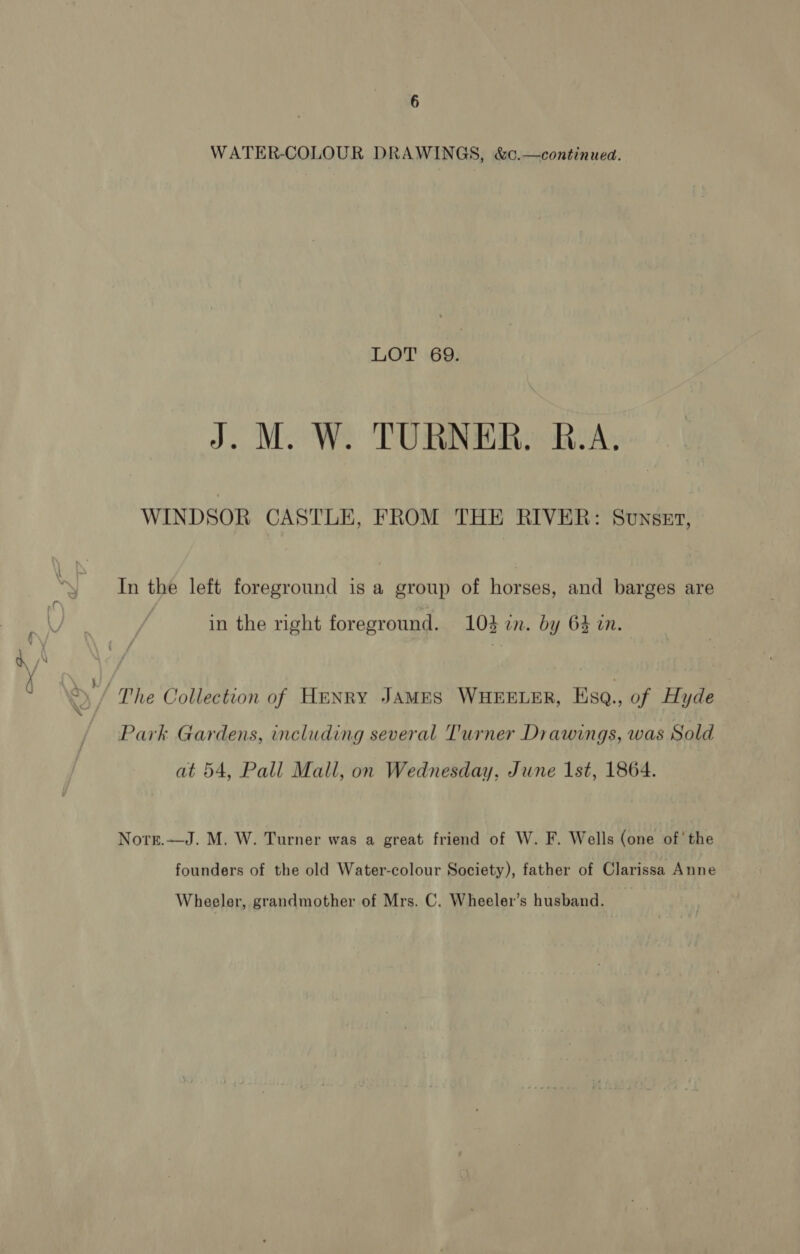 6
WATER-COLOUR DRAWINGS, &c.—continued.
LOT 69.
J. M. W. TURNER. R.A.
WINDSOR CASTLE, FROM THE RIVER: SUNSET,
In the left foreground is a group of horses, and barges are
in the right foreground. 10¾ in. by 6¾ in.
The Collection of HENRY JAMES WHEELER, ESQ., of Hyde
Park Gardens, including several Turner Drawings, was Sold
at 54, Pall Mall, on Wednesday, June 1st, 1864.
NOTE.—J. M. W. Turner was a great friend of W. F. Wells (one of the
founders of the old Water-colour Society), father of Clarissa Anne
Wheeler, grandmother of Mrs. C. Wheeler's husband.